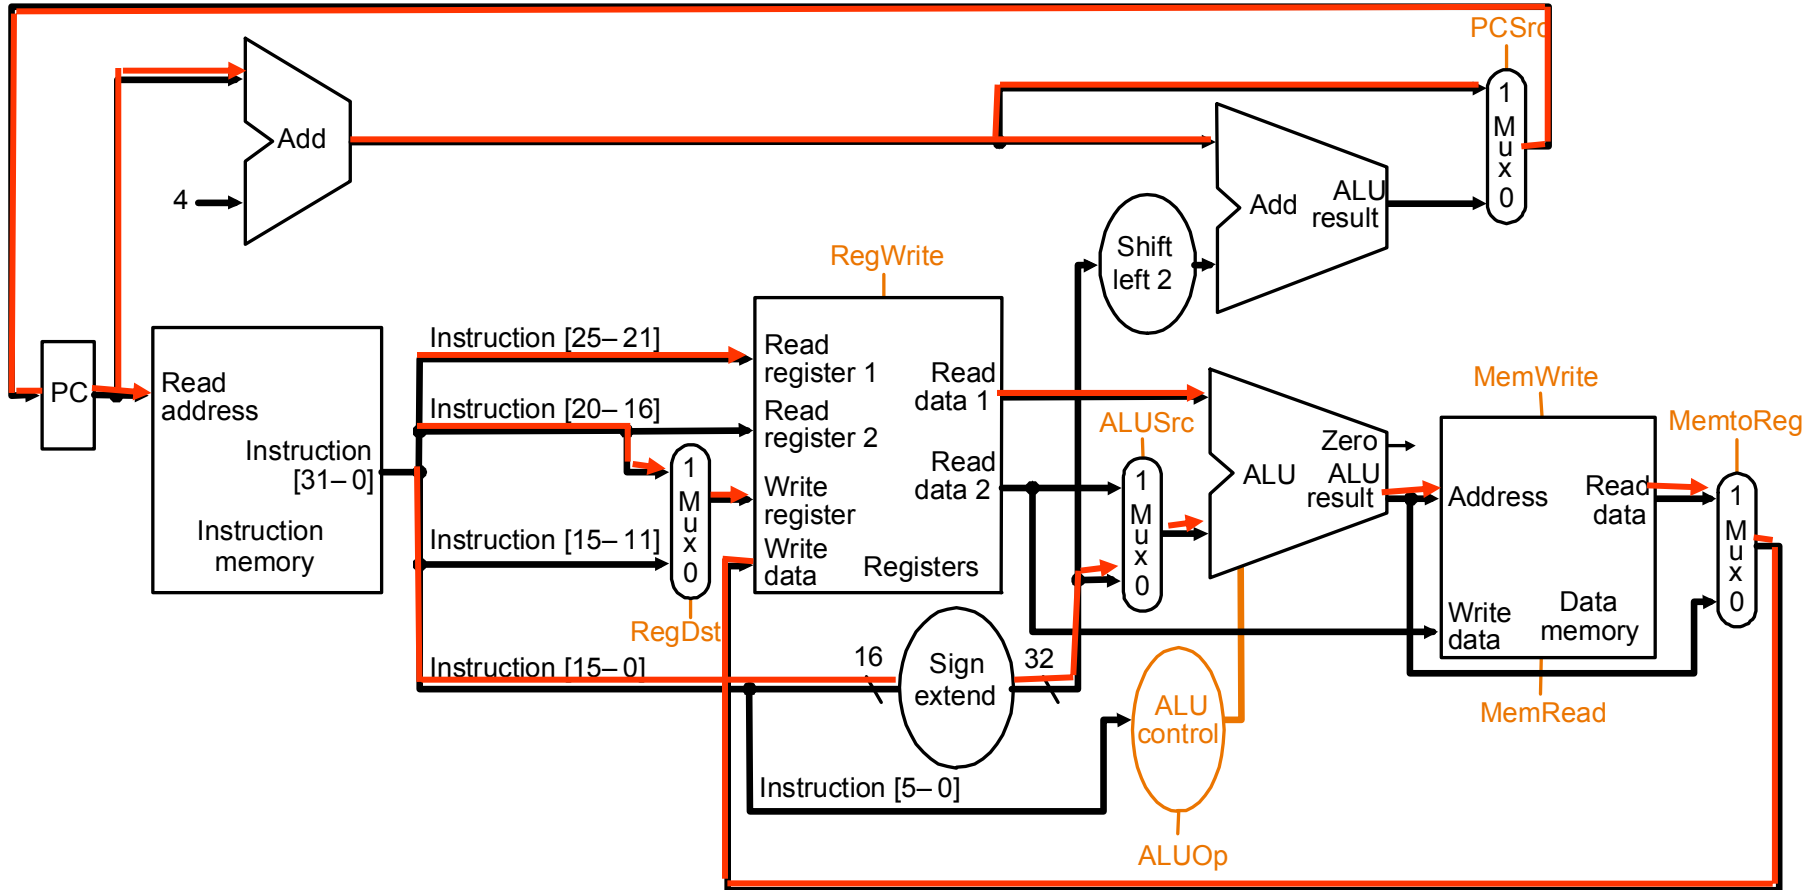 PCSrc
1
M
u
x
0
Add
4
ALU
Add
result
Shift
left 2
RegWrite
PC
Read
address
Instruction
[31– 0]
Instruction
memory
Instruction [25– 21]
Instruction [20– 16]
Instruction [15– 11]
Instruction [15– 0]
1
M
u
x
0
RegDst
Read
register 1
Read
register 2
Write
register
Write
data
Read
data 1
Read
data 2
Registers
16
Sign
extend
32
Instruction [5– 0]
ALUSrc
1
M
u
x
0
Zero
ALU
ALU
result
ALU
control
ALUOp
MemWrite
Address
Read
data
Write
data
Data
memory
MemRead
MemtoReg
1
M
u
x
0